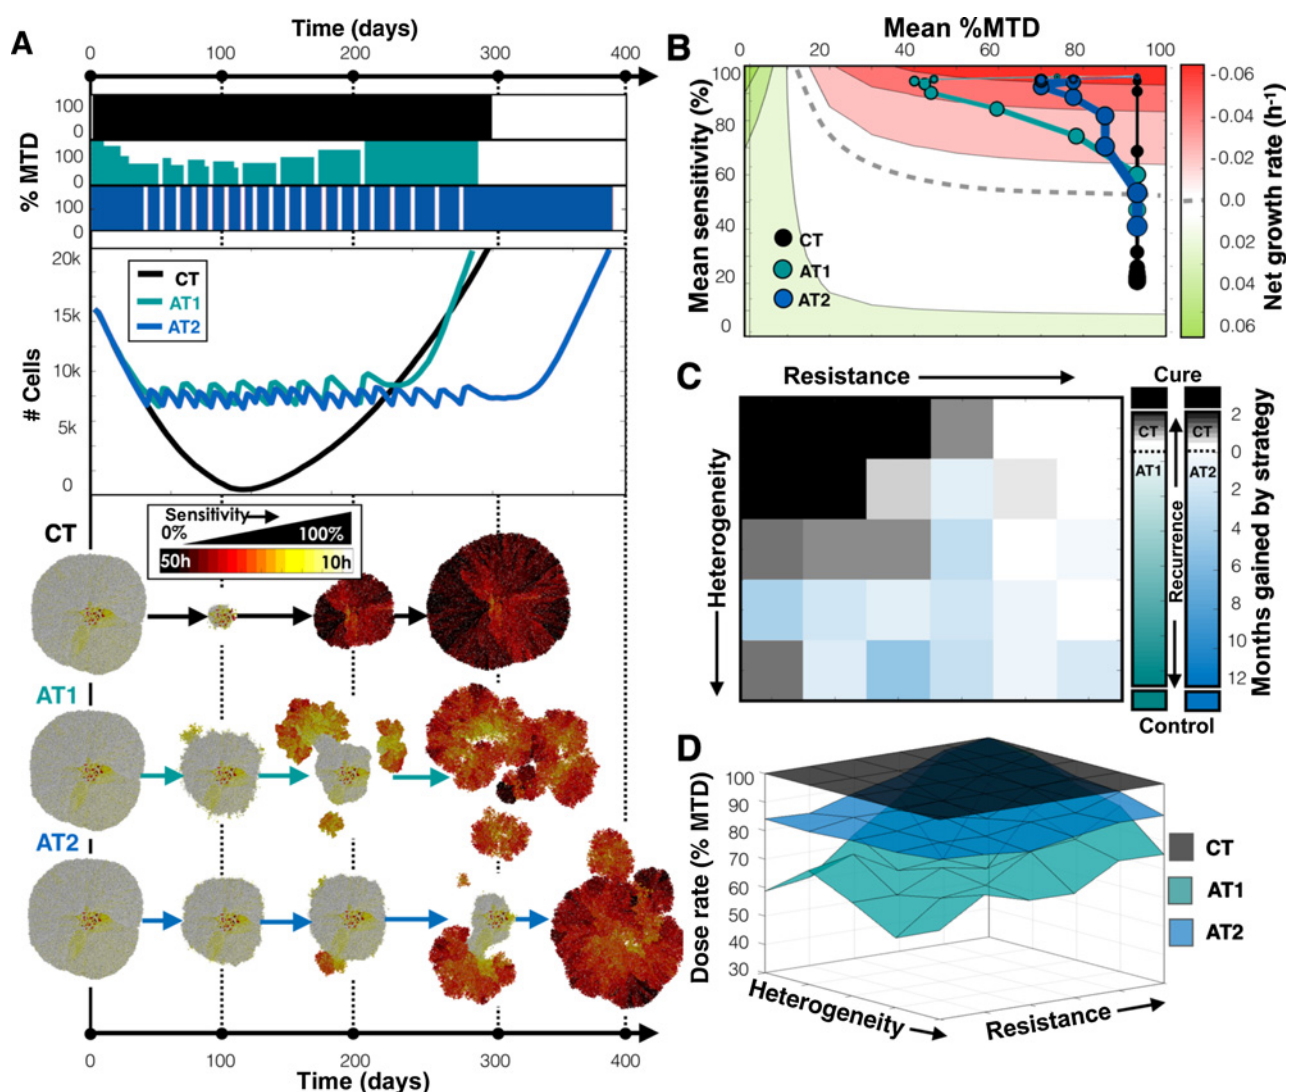 A
Time (days)
0 100 200 300 400
% MTD
100
0
100
0
100
0
# Cells
20k
15k
10k
5k
0
CT
AT1
AT2
Sensitivity
0% 100%
50h 10h
CT
AT1
AT2
0 100 200 300 400
Time (days)
B
Mean %MTD
0 20 40 60 80 100
Mean sensitivity (%)
100
80
60
40
20
0
CT
AT1
AT2
-0.06
-0.04
-0.02
0.0
0.02
0.04
0.06
Net growth rate (h-1)
C
Resistance
Heterogeneity
Cure
CT CT
AT1 AT2
Recurrence
2
0
2
4
6
8
10
12
Months gained by strategy
Control
D
Dose rate (% MTD)
100
90
80
70
60
50
40
30
Heterogeneity
Resistance
CT
AT1
AT2